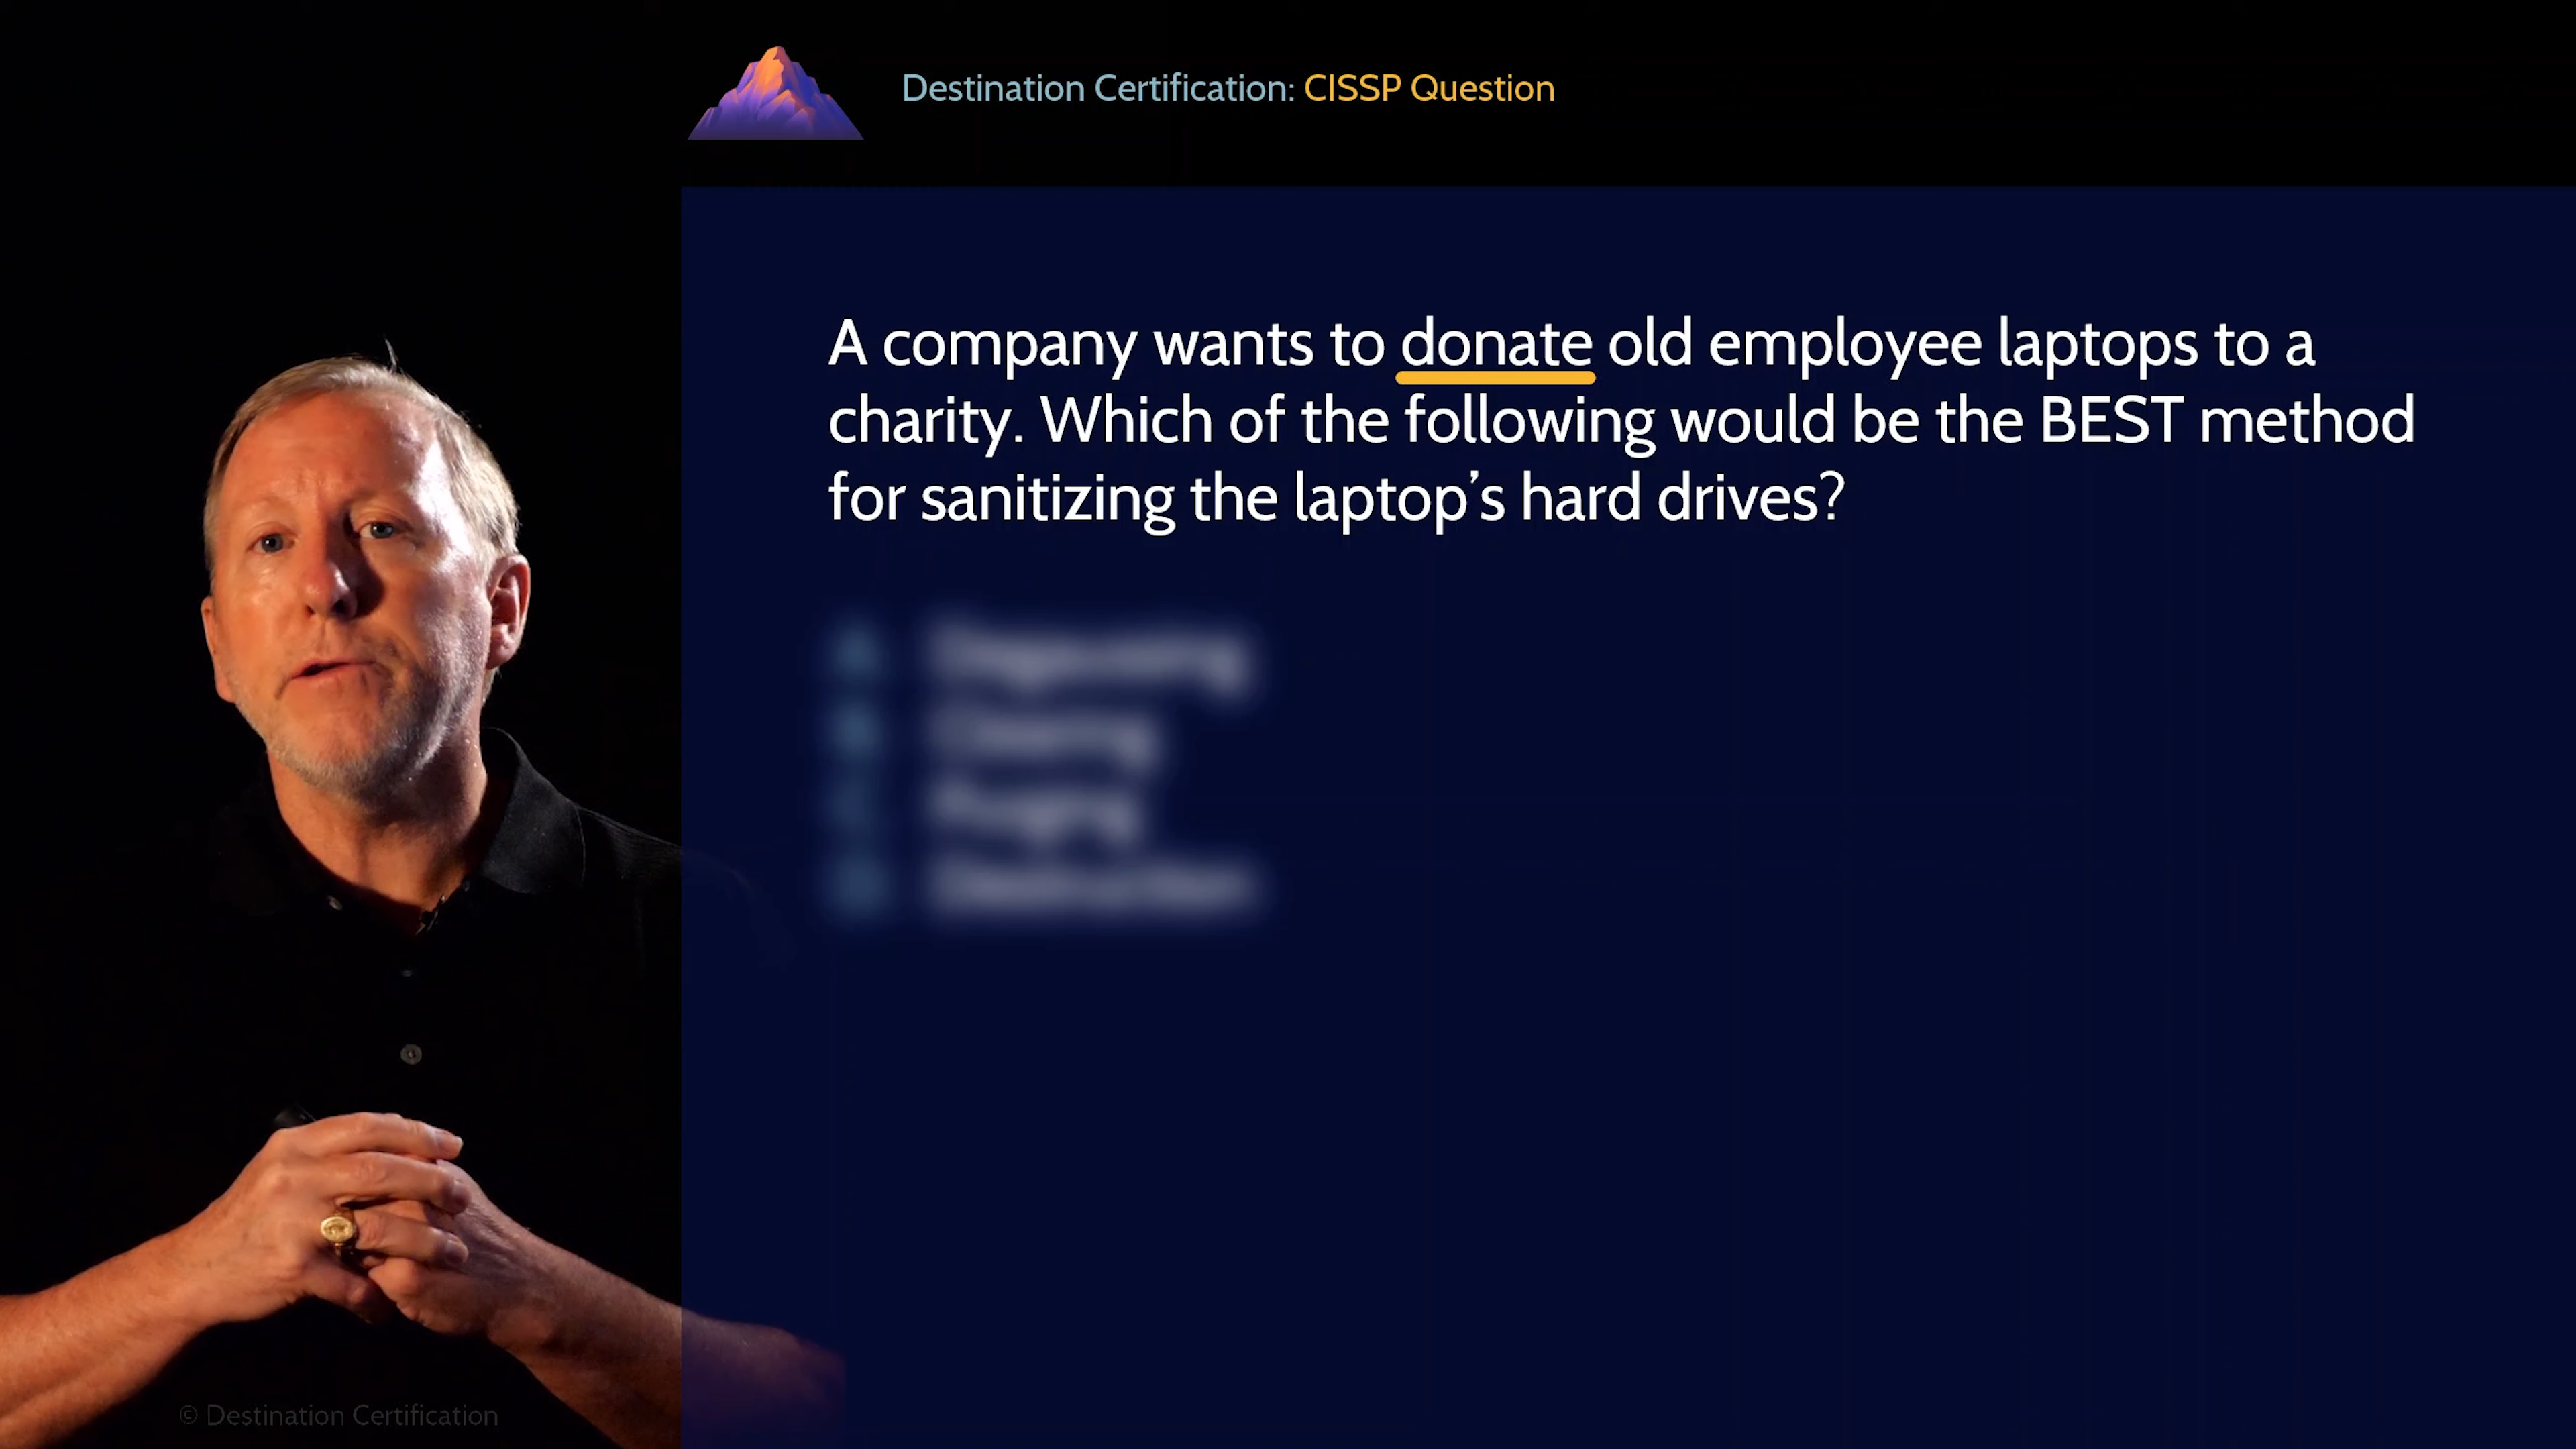 Destination Certification: CISSP Question
A company wants to donate old employee laptops to a
charity. Which of the following would be the BEST method
for sanitizing the laptop’s hard drives?
© Destination Certification